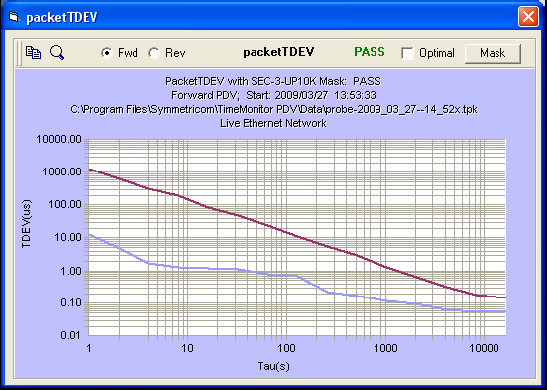 packetTDEV
Fwd Rev packetTDEV PASS Optimal Mask
PacketTDEV with SEC-3-UP10K Mask: PASS
Forward PDV; Start: 2009/03/27 13:53:33
C:\Program Files\Symmetricom\TimeMonitor PDV\Data\probe-2009_03_27--14_52x.tpk
Live Ethernet Network
10000.00
1000.00
100.00
10.00
1.00
0.10
0.01
TDEV(us)
1 10 100 1000 10000
Tau(s)